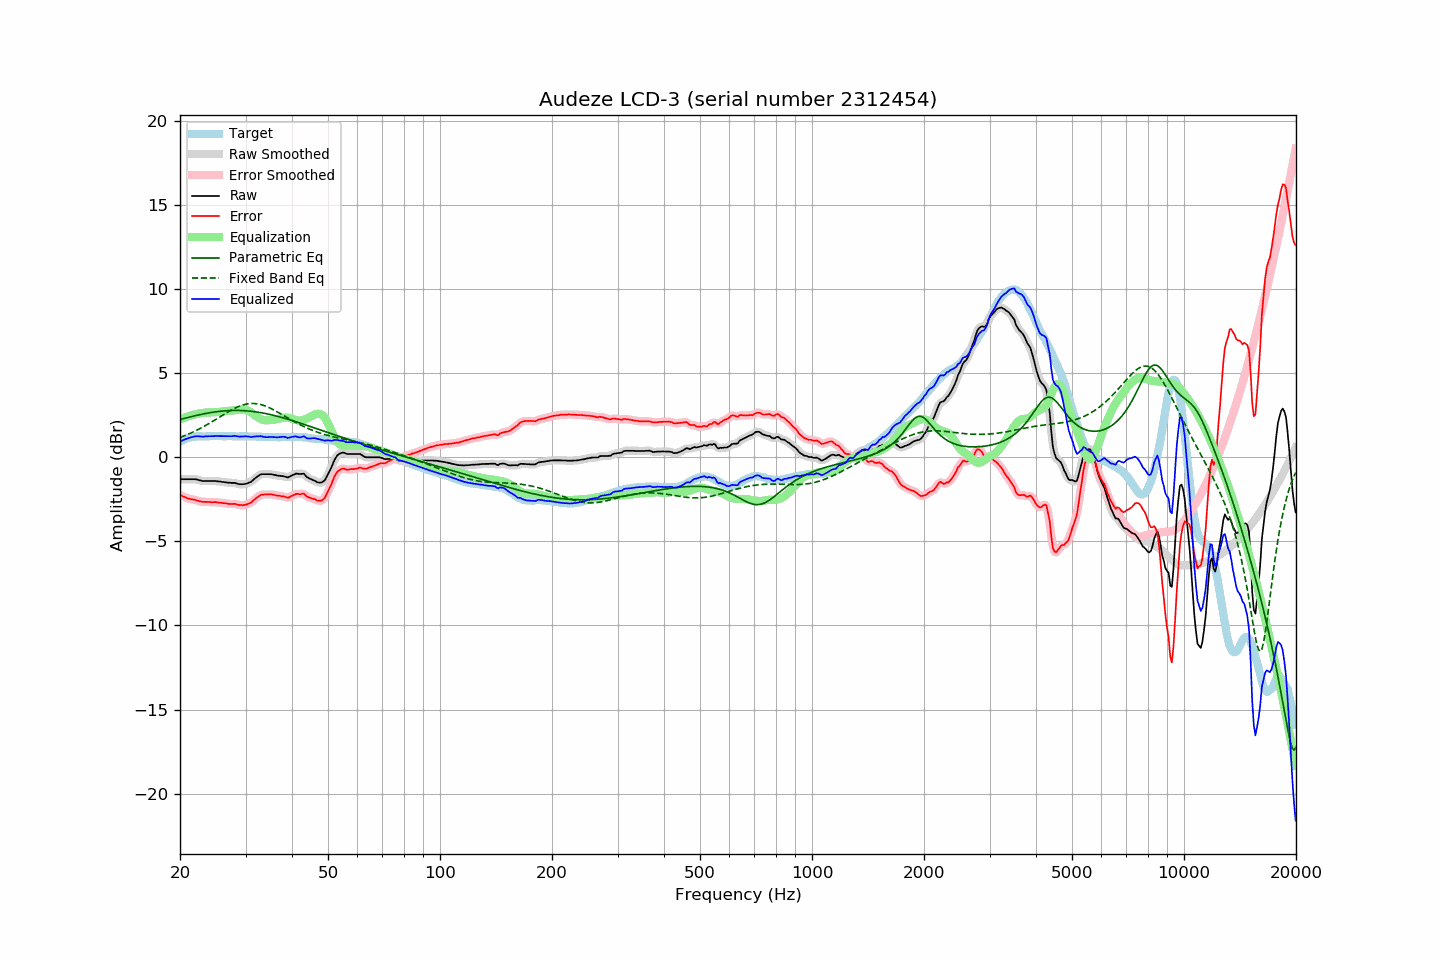 Audeze LCD-3 (serial number 2312454)
Target
Raw Smoothed
Error Smoothed
Raw
Error
Equalization
Parametric Eq
Fixed Band Eq
Equalized
Amplitude (dBr)
20
15
10
5
0
−5
−10
−15
−20
20
50
100
200
500
1000
2000
5000
10000
20000
Frequency (Hz)